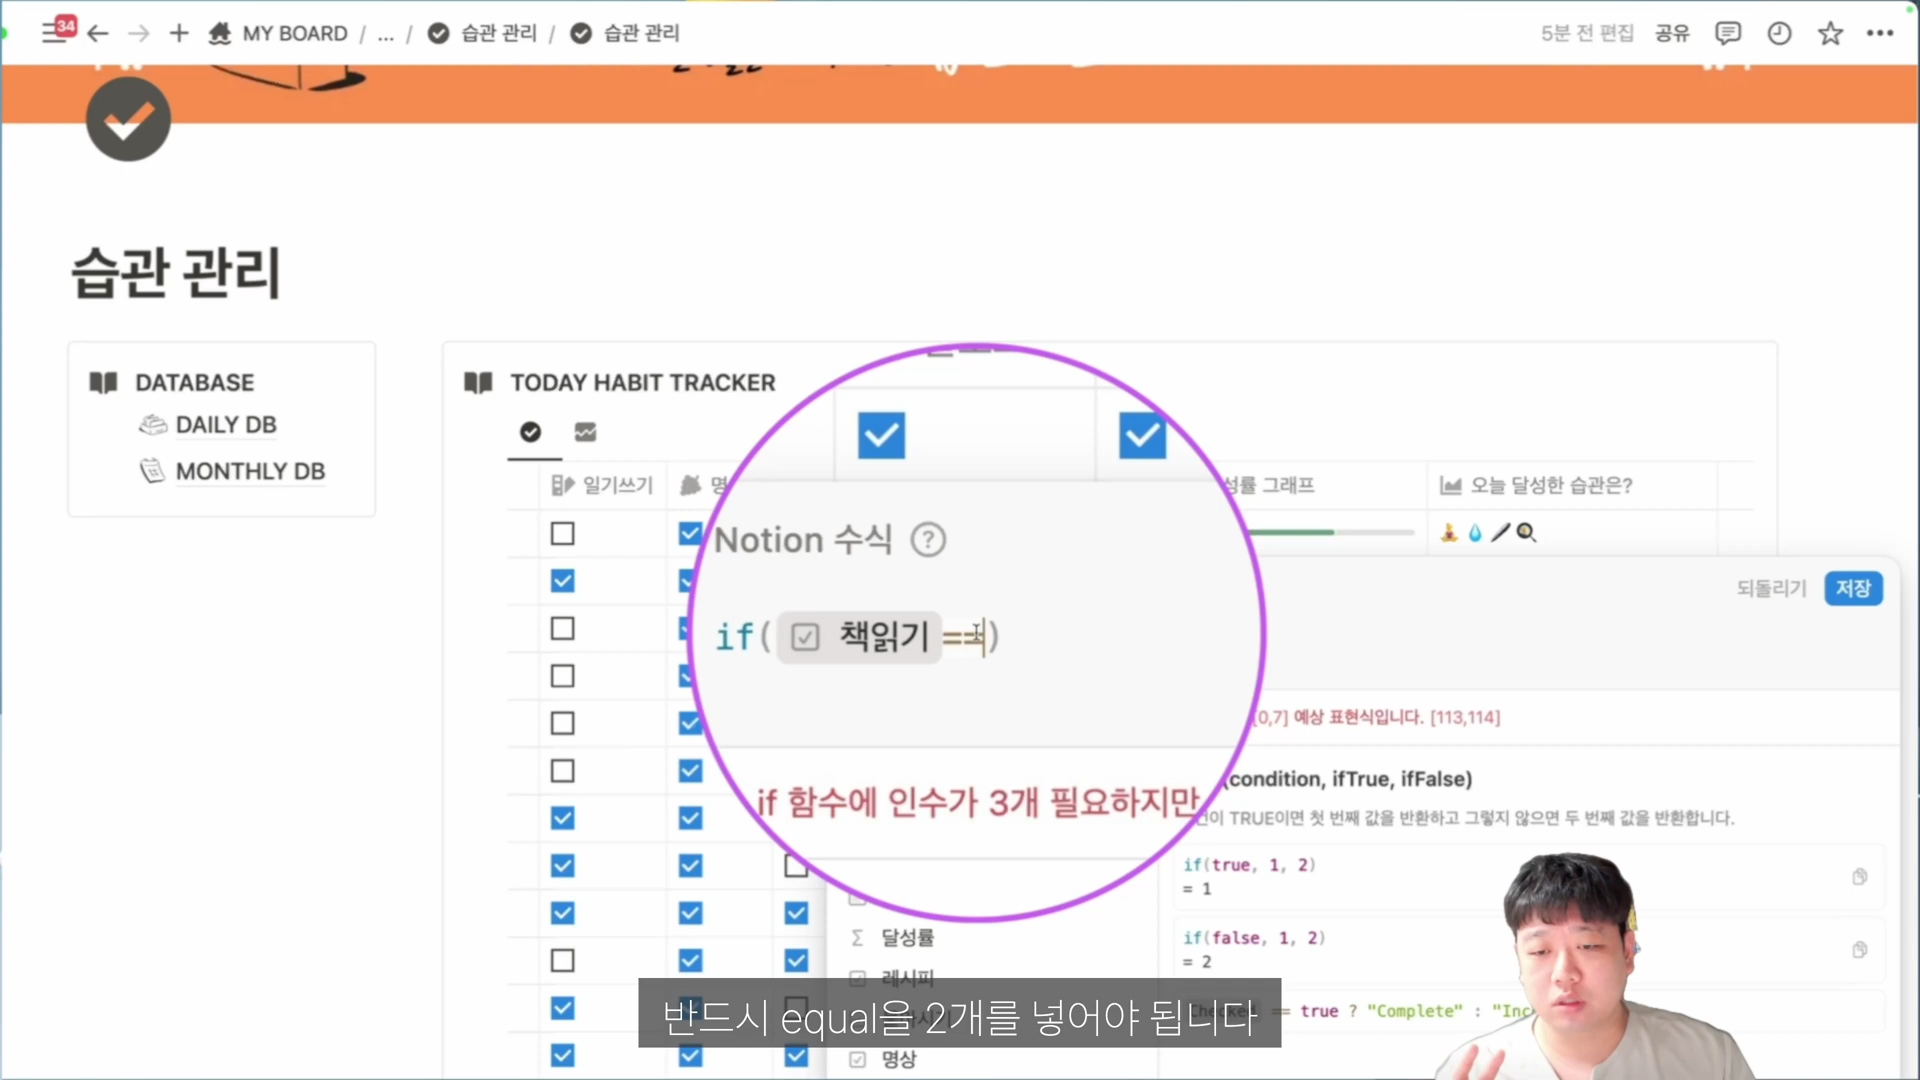 34
MY BOARD / ... / 습관 관리 / 습관 관리
5분 전 편집 공유
습관 관리
DATABASE
DAILY DB
MONTHLY DB
TODAY HABIT TRACKER
일기쓰기
명
성률 그래프
오늘 달성한 습관은?
Notion 수식
되돌리기 저장
if( 책읽기 ==)
[0,7] 예상 표현식입니다. [113,114]
if 함수에 인수가 3개 필요하지만
(condition, ifTrue, ifFalse)
건이 TRUE이면 첫 번째 값을 반환하고 그렇지 않으면 두 번째 값을 반환합니다.
if(true, 1, 2)
= 1
if(false, 1, 2)
= 2
Σ 달성률
레시피
== true ? "Complete" : "Inc
명상
반드시 equal을 2개를 넣어야 됩니다